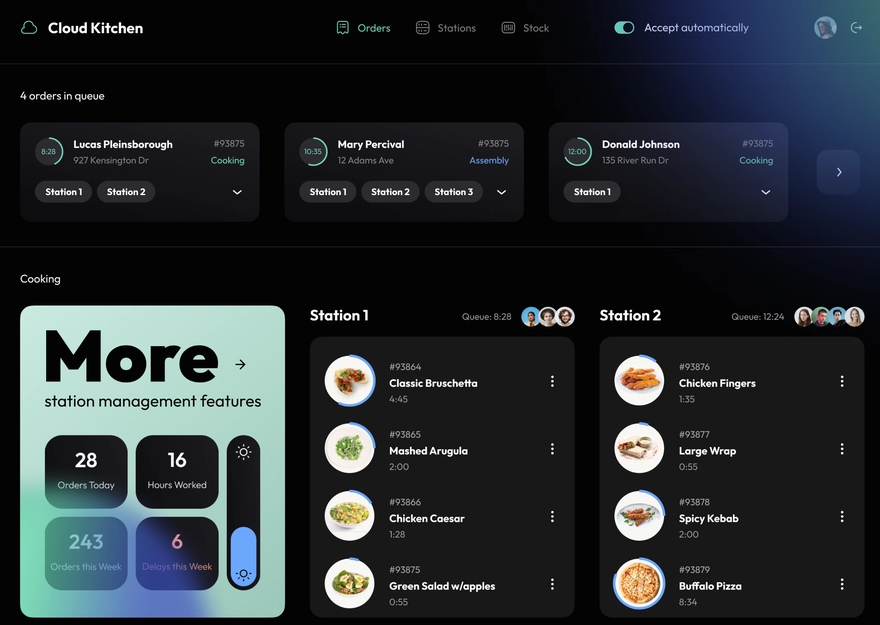 Cloud Kitchen
Orders
Stations
Stock
Accept automatically
4 orders in queue
8:28
Lucas Pleinsborough
#93875
927 Kensington Dr
Cooking
Station 1
Station 2
10:35
Mary Percival
#93875
12 Adams Ave
Assembly
Station 1
Station 2
Station 3
12:00
Donald Johnson
#93875
135 River Run Dr
Cooking
Station 1
Cooking
More
station management features
28
Orders Today
16
Hours Worked
243
Orders this Week
6
Delays this Week
Station 1
Queue: 8:28
#93864
Classic Bruschetta
4:45
#93865
Mashed Arugula
2:00
#93866
Chicken Caesar
1:28
#93875
Green Salad w/apples
0:55
Station 2
Queue: 12:24
#93876
Chicken Fingers
1:35
#93877
Large Wrap
0:55
#93878
Spicy Kebab
2:00
#93879
Buffalo Pizza
8:34